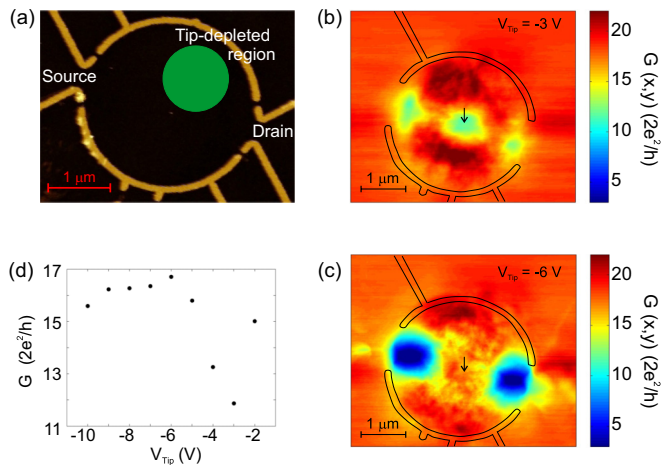 (a)
Tip-depleted
region
Source
Drain
1 μm
(b)
V_Tip = -3 V
1 μm
20
15
10
5
G (x,y) (2e²/h)
(d)
17
16
15
13
11
G (2e²/h)
-10 -8 -6 -4 -2
V_Tip (V)
(c)
V_Tip = -6 V
1 μm
20
15
10
5
G (x,y) (2e²/h)